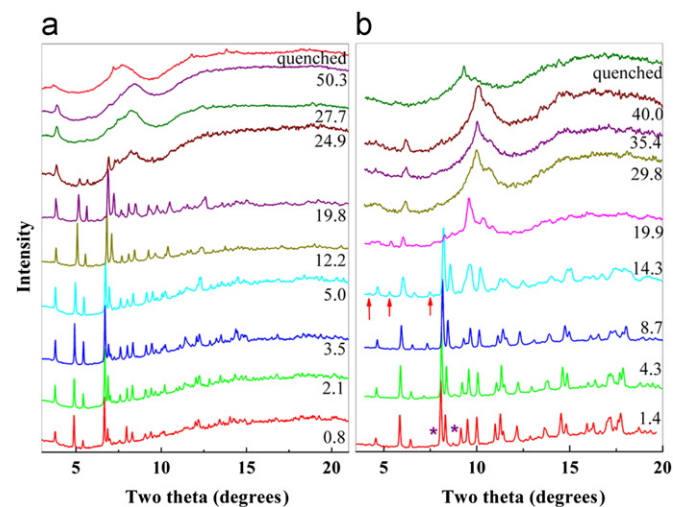 a
quenched
50.3
27.7
24.9
19.8
12.2
5.0
3.5
2.1
0.8
Intensity
5 10 15 20
Two theta (degrees)
b
quenched
40.0
35.4
29.8
19.9
14.3
8.7
4.3
1.4
* *
5 10 15 20
Two theta (degrees)